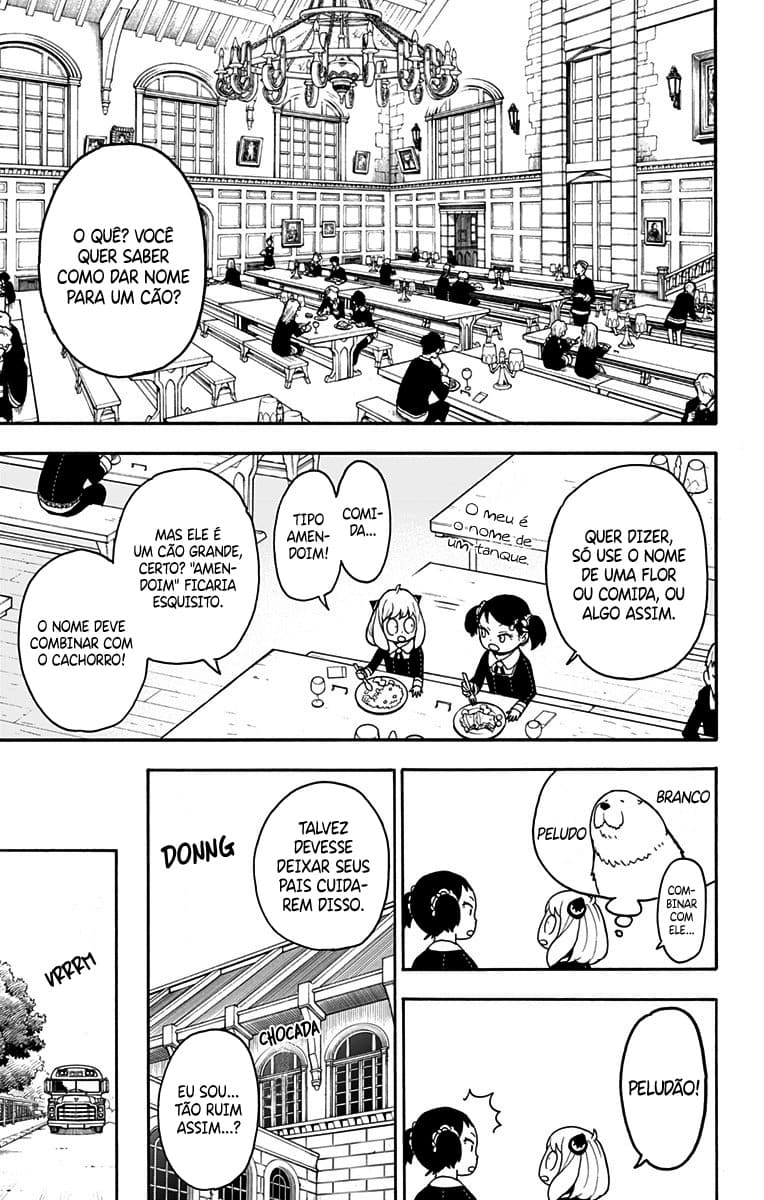 O QUÊ? VOCÊ
QUER SABER
COMO DAR NOME
PARA UM CÃO?
QUER DIZER,
SÓ USE O NOME
DE UMA FLOR
OU COMIDA, OU
ALGO ASSIM.
O meu é
o nome de
um tanque.
COMI-
DA...
TIPO
AMEN-
DOIM!
MAS ELE É
UM CÃO GRANDE,
CERTO? "AMEN-
DOIM" FICARIA
ESQUISITO.
O NOME DEVE
COMBINAR COM
O CACHORRO!
BRANCO
PELUDO
COM-
BINAR
COM
ELE...
PELUDÃO!
TALVEZ
DEVESSE
DEIXAR SEUS
PAIS CUIDA-
REM DISSO.
DONNG
CHOCADA
EU SOU...
TÃO RUIM
ASSIM...?
VRRRM